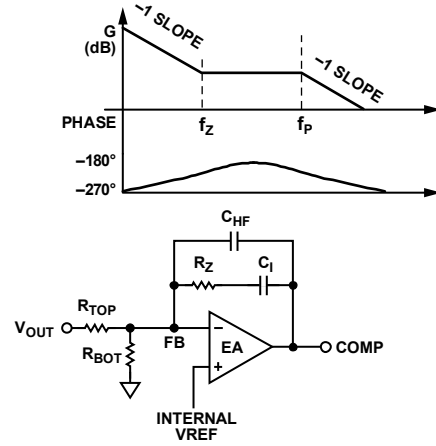 –1 SLOPE
G
(dB)
–1 SLOPE
PHASE
fZ
fP
–180°
–270°
CHF
RZ
CI
RTOP
VOUT
RBOT
FB
–
EA
+
COMP
INTERNAL
VREF